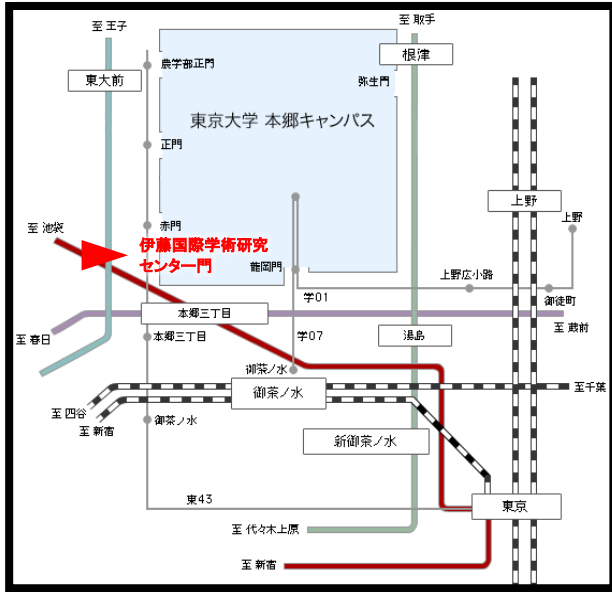 至 王子
至 取手
農学部正門
根津
東大前
弥生門
東京大学 本郷キャンパス
正門
上野
上野
至 池袋
赤門
伊藤国際学術研究
センター門
龍岡門
上野広小路
学01
御徒町
本郷三丁目
至 蔵前
至 春日
本郷三丁目
学07
湯島
御茶ノ水
至千葉
御茶ノ水
至 四谷
至 新宿
御茶ノ水
新御茶ノ水
東43
東京
至 代々木上原
至 新宿